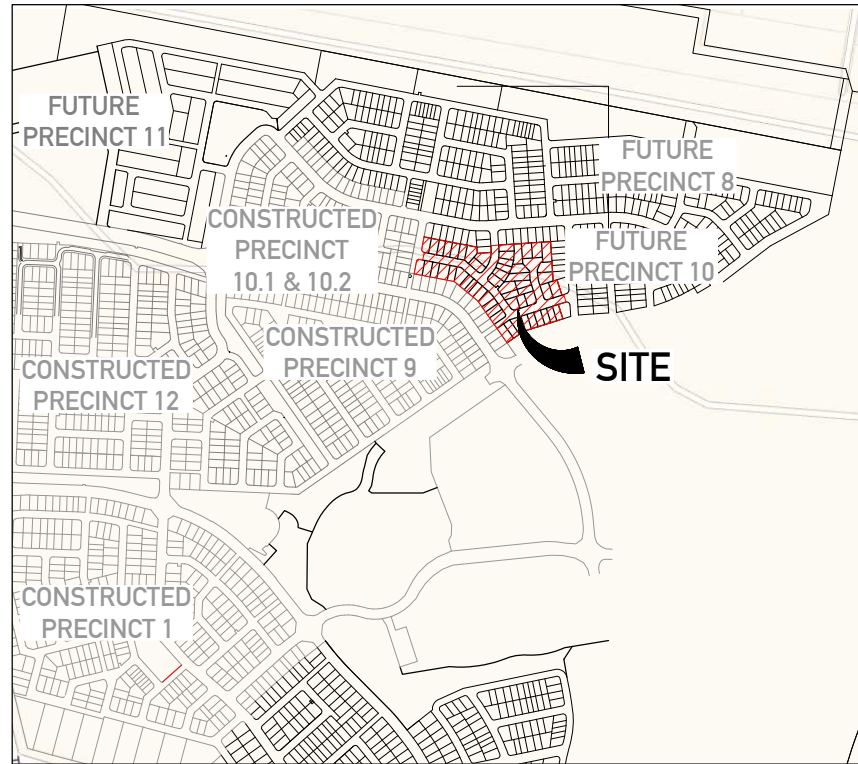 FUTURE
PRECINCT 11
FUTURE
PRECINCT 8
CONSTRUCTED
PRECINCT
10.1 & 10.2
FUTURE
PRECINCT 10
CONSTRUCTED
PRECINCT 9
SITE
CONSTRUCTED
PRECINCT 12
CONSTRUCTED
PRECINCT 1